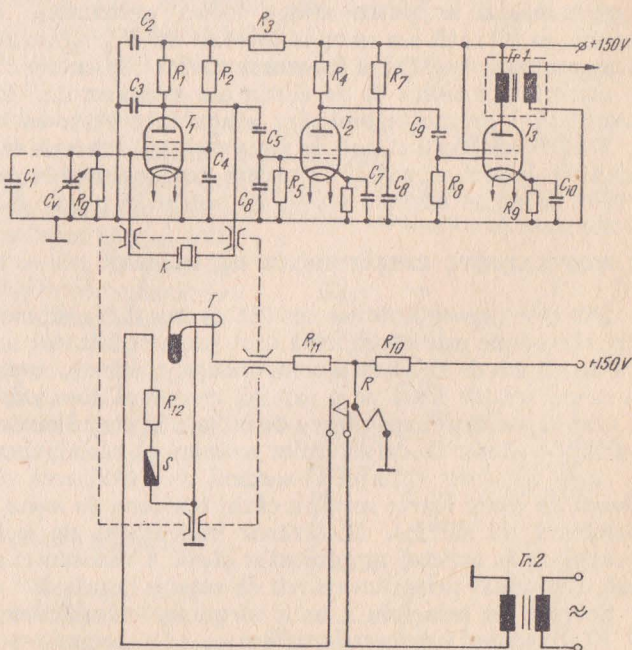 C2
R3
+150V
Tr1
C3
R1
R2
R4
R7
T1
C5
T2
C9
T3
C1
Cv
R9
C4
C8
R5
C7
C8
R8
R9
C10
K
T
R11
R10
+150V
R
R12
S
Tr.2
≈